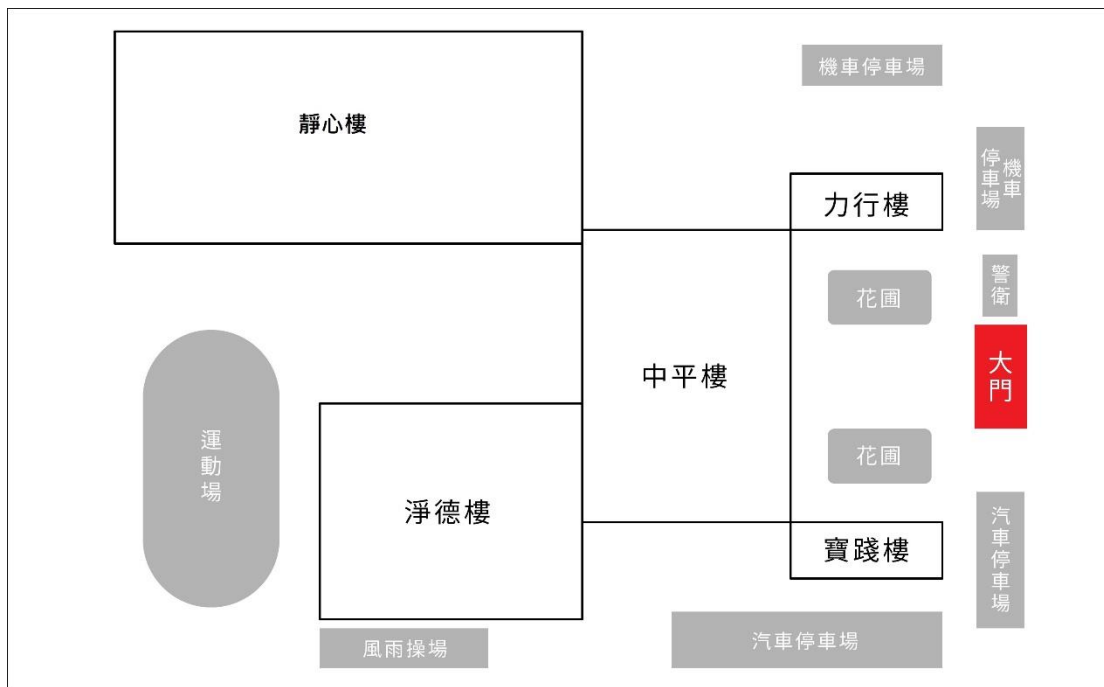 機車停車場
靜心樓
機車
停車場
力行樓
警衛
花圃
大門
中平樓
花圃
運動場
淨德樓
寶踐樓
汽車停車場
風雨操場
汽車停車場